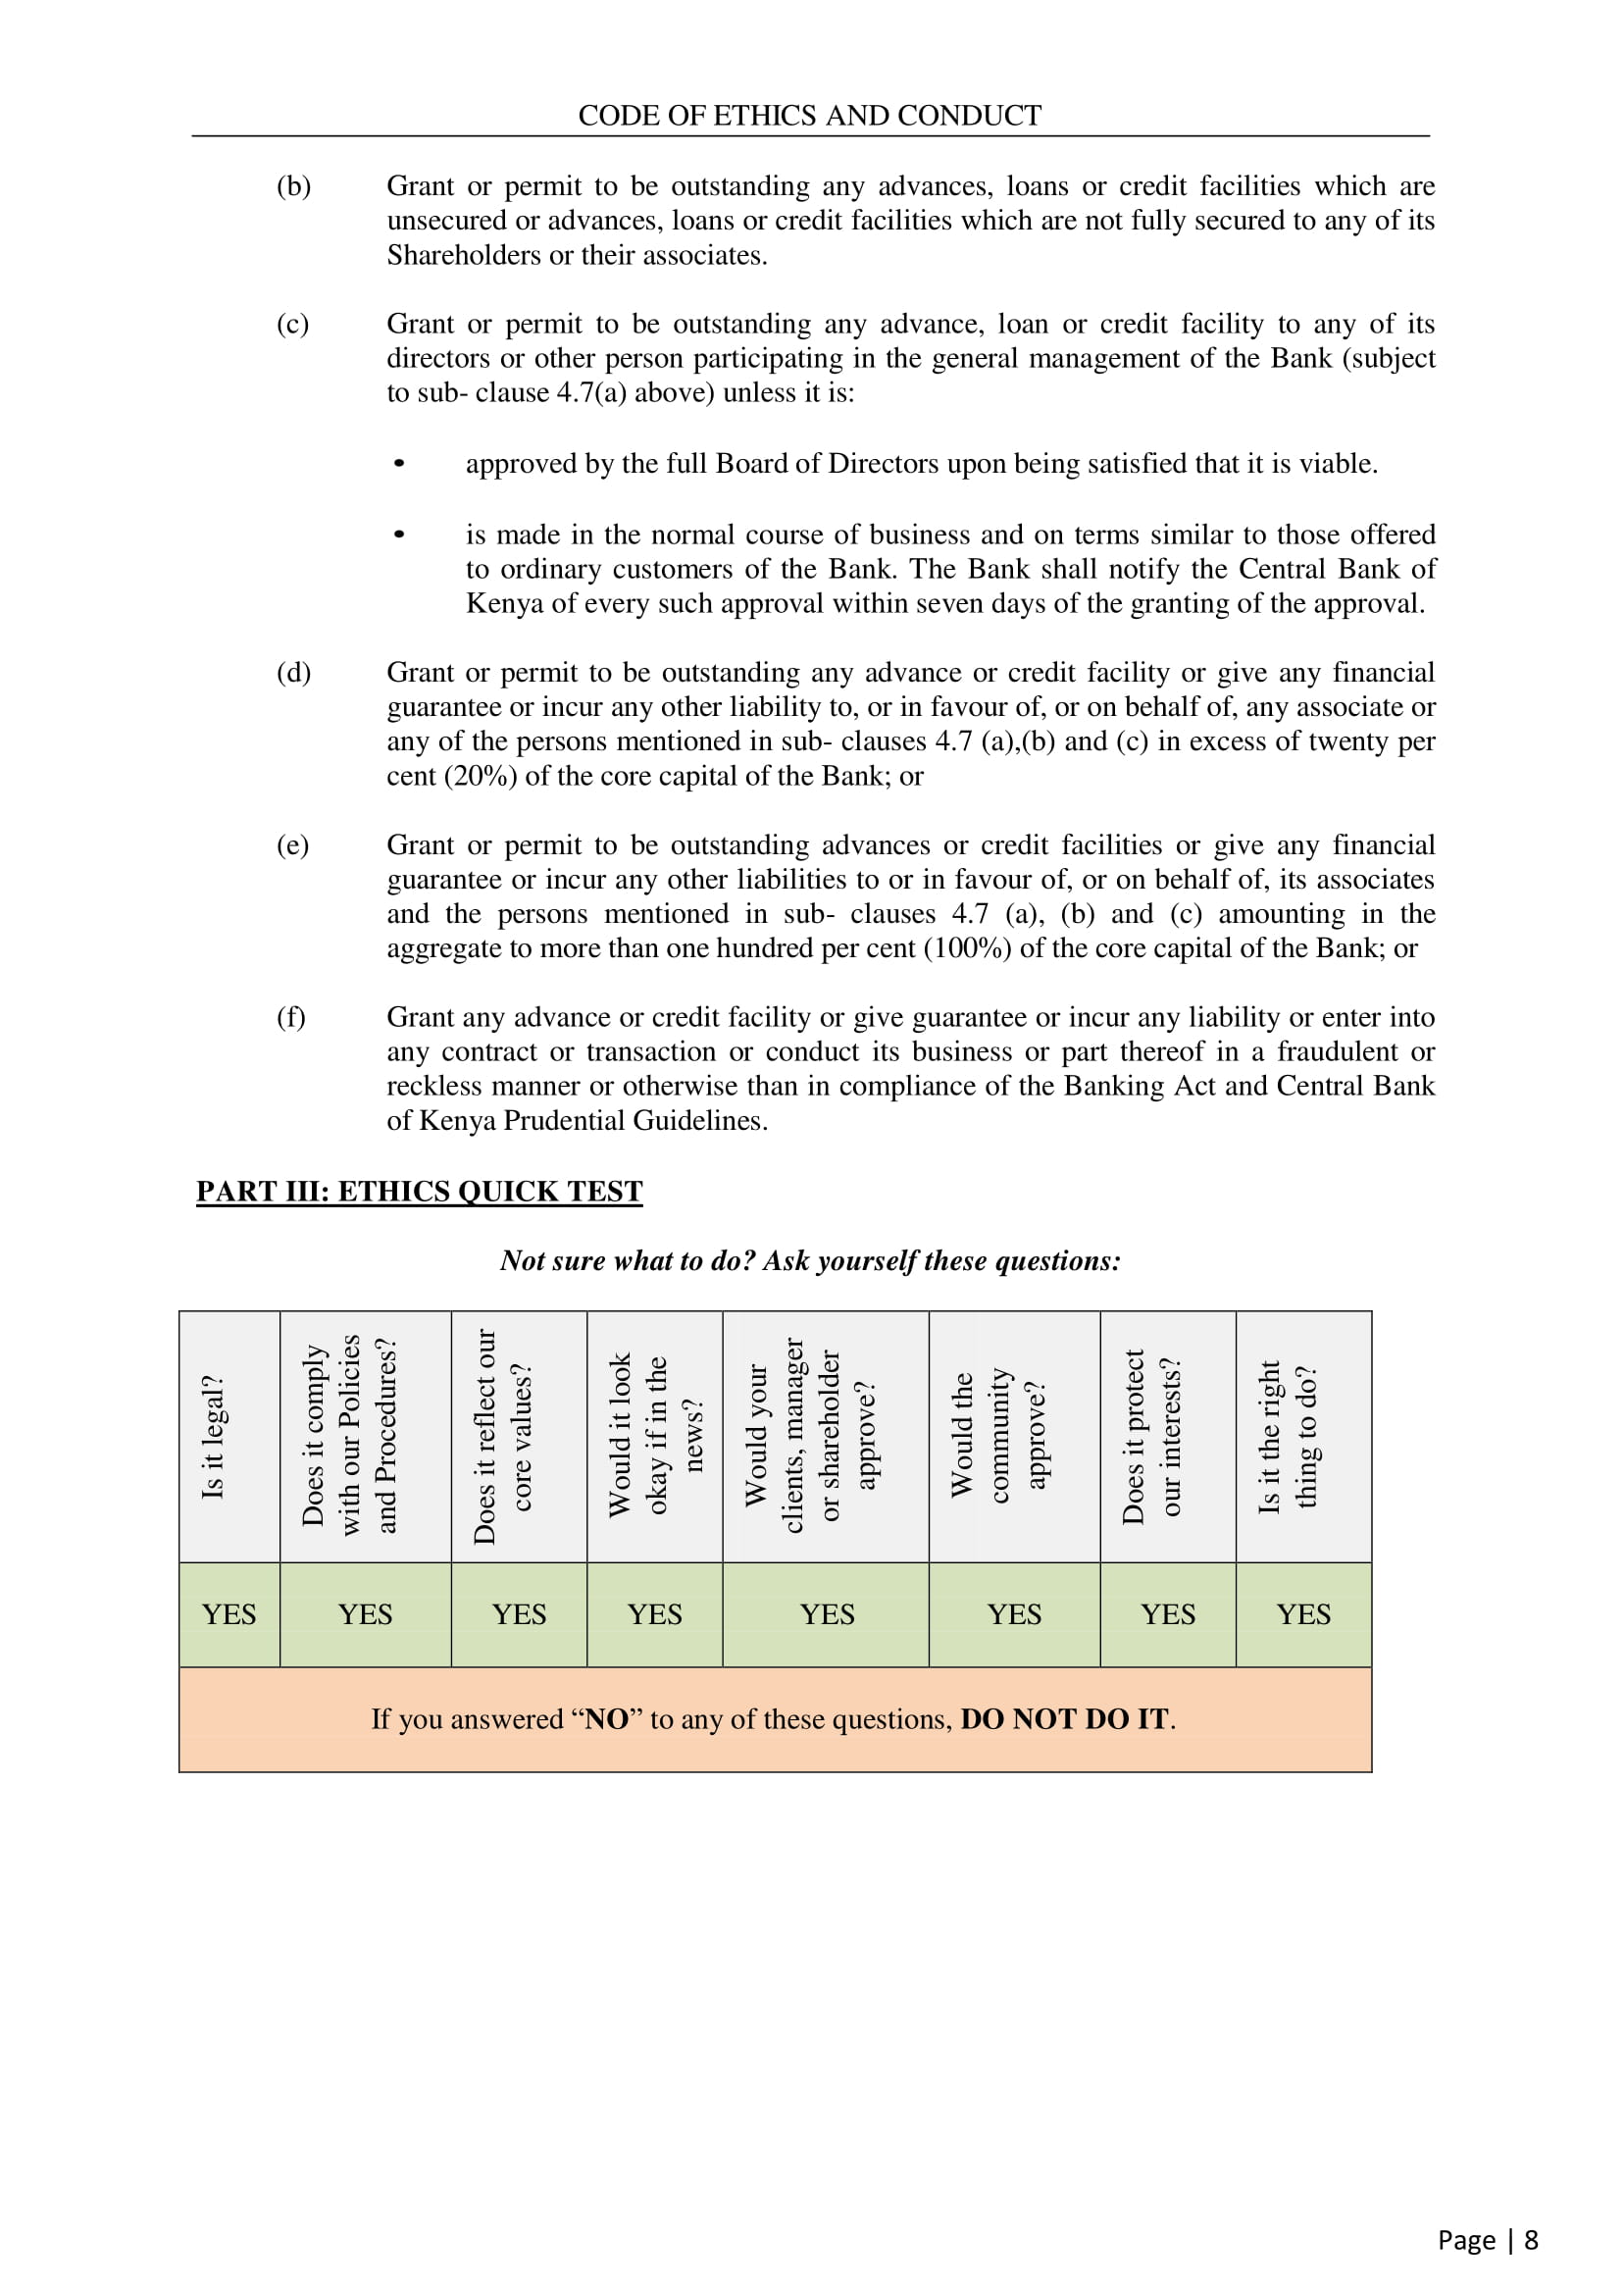 CODE OF ETHICS AND CONDUCT
(b) Grant or permit to be outstanding any advances, loans or credit facilities which are
unsecured or advances, loans or credit facilities which are not fully secured to any of its
Shareholders or their associates.
(c) Grant or permit to be outstanding any advance, loan or credit facility to any of its
directors or other person participating in the general management of the Bank (subject
to sub- clause 4.7(a) above) unless it is:
• approved by the full Board of Directors upon being satisfied that it is viable.
• is made in the normal course of business and on terms similar to those offered
to ordinary customers of the Bank. The Bank shall notify the Central Bank of
Kenya of every such approval within seven days of the granting of the approval.
(d) Grant or permit to be outstanding any advance or credit facility or give any financial
guarantee or incur any other liability to, or in favour of, or on behalf of, any associate or
any of the persons mentioned in sub- clauses 4.7 (a),(b) and (c) in excess of twenty per
cent (20%) of the core capital of the Bank; or
(e) Grant or permit to be outstanding advances or credit facilities or give any financial
guarantee or incur any other liabilities to or in favour of, or on behalf of, its associates
and the persons mentioned in sub- clauses 4.7 (a), (b) and (c) amounting in the
aggregate to more than one hundred per cent (100%) of the core capital of the Bank; or
(f) Grant any advance or credit facility or give guarantee or incur any liability or enter into
any contract or transaction or conduct its business or part thereof in a fraudulent or
reckless manner or otherwise than in compliance of the Banking Act and Central Bank
of Kenya Prudential Guidelines.
PART III: ETHICS QUICK TEST
Not sure what to do? Ask yourself these questions:
Is it legal?
Does it comply
with our Policies
and Procedures?
Does it reflect our
core values?
Would it look
okay if in the
news?
Would your
clients, manager
or shareholder
approve?
Would the
community
approve?
Does it protect
our interests?
Is it the right
thing to do?
YES YES YES YES YES YES YES YES
If you answered “NO” to any of these questions, DO NOT DO IT.
Page | 8